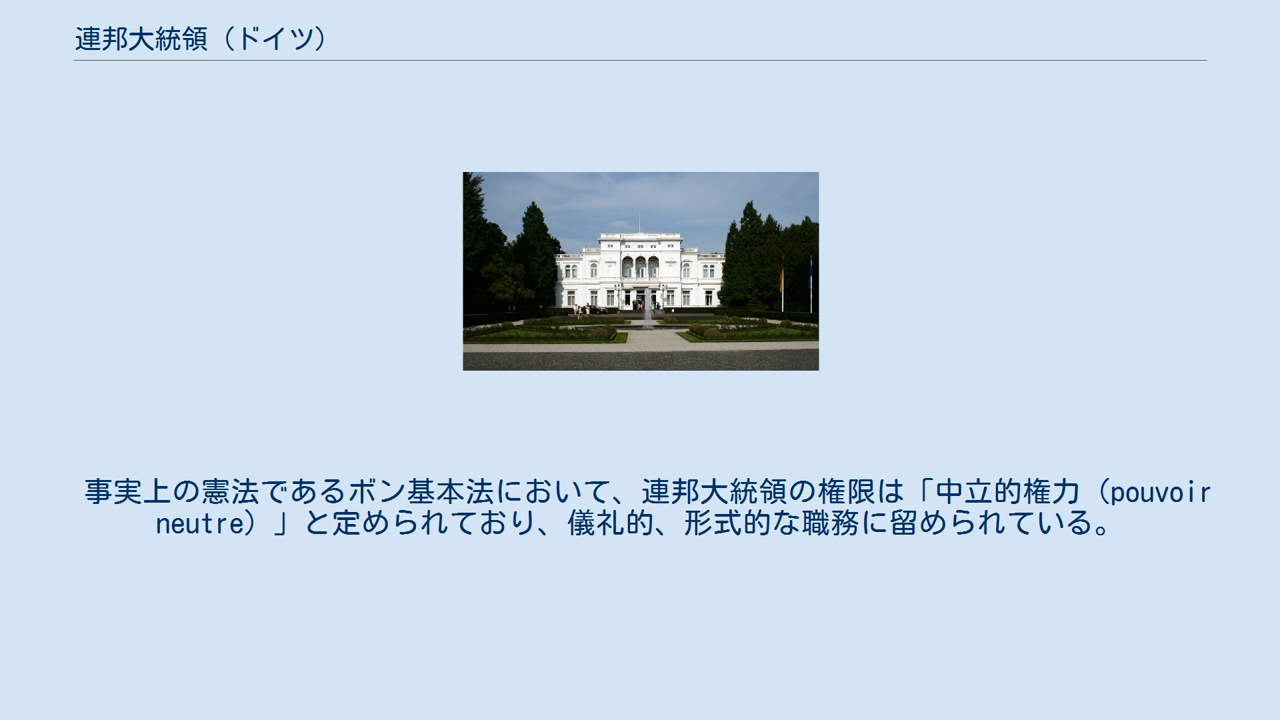 連邦大統領（ドイツ）
事実上の憲法であるボン基本法において、連邦大統領の権限は「中立的権力（pouvoir
neutre）」と定められており、儀礼的、形式的な職務に留められている。